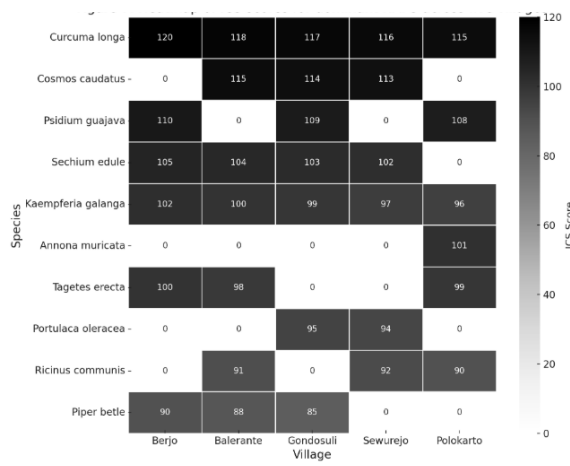 Curcuma longa 120 118 117 116 115
Cosmos caudatus 0 115 114 113 0
Psidium guajava 110 0 109 0 108
Sechium edule 105 104 103 102 0
Kaempferia galanga 102 100 99 97 96
Annona muricata 0 0 0 0 101
Tagetes erecta 100 98 0 0 99
Portulaca oleracea 0 0 95 94 0
Ricinus communis 0 91 0 92 90
Piper betle 90 88 85 0 0
Berjo Balerante Gondosuli Sewurejo Polokarto
Village
Species
120
100
80
60
40
20
0
ICS Score